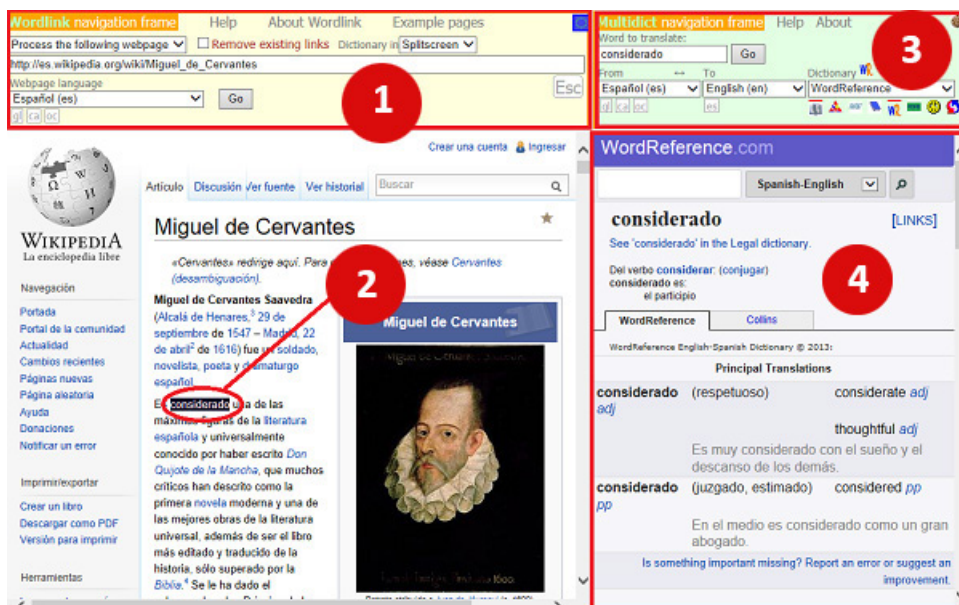 Wordlink navigation frame Help About Wordlink Example pages
Process the following webpage Remove existing links Dictionary in Splitscreen
http://es.wikipedia.org/wiki/Miguel_de_Cervantes
Webpage language
Español (es) Go Esc
gl ca oc
1
Multidict navigation frame Help About
Word to translate:
considerado Go
From ↔ To Dictionary
Español (es) English (en) WordReference
gl ca oc es
3
Crear una cuenta Ingresar
Artículo Discusión Ver fuente Ver historial Buscar
WIKIPEDIA
La enciclopedia libre
Navegación
Portada
Portal de la comunidad
Actualidad
Cambios recientes
Páginas nuevas
Página aleatoria
Ayuda
Donaciones
Notificar un error
Imprimir/exportar
Crear un libro
Descargar como PDF
Versión para imprimir
Herramientas
Miguel de Cervantes
«Cervantes» redirige aquí. Para véase Cervantes
(desambiguación).
2
Miguel de Cervantes Saavedra
(Alcalá de Henares,3 29 de
septiembre de 1547 – Madrid, 22
de abril2 de 1616) fue un soldado,
novelista, poeta y dramaturgo
español.
Es considerado una de las
máximas figuras de la literatura
española y universalmente
conocido por haber escrito Don
Quijote de la Mancha, que muchos
críticos han descrito como la
primera novela moderna y una de
las mejores obras de la literatura
universal, además de ser el libro
más editado y traducido de la
historia, sólo superado por la
Biblia.4 Se le ha dado el
Miguel de Cervantes
WordReference.com
Spanish-English
considerado [LINKS]
See 'considerado' in the Legal dictionary.
Del verbo considerar: (conjugar)
considerado es:
el participio
4
WordReference Collins
WordReference English-Spanish Dictionary © 2013:
Principal Translations
considerado (respetuoso) considerate adj
adj
thoughtful adj
Es muy considerado con el sueño y el
descanso de los demás.
considerado (juzgado, estimado) considered pp
pp
En el medio es considerado como un gran
abogado.
Is something important missing? Report an error or suggest an
improvement.